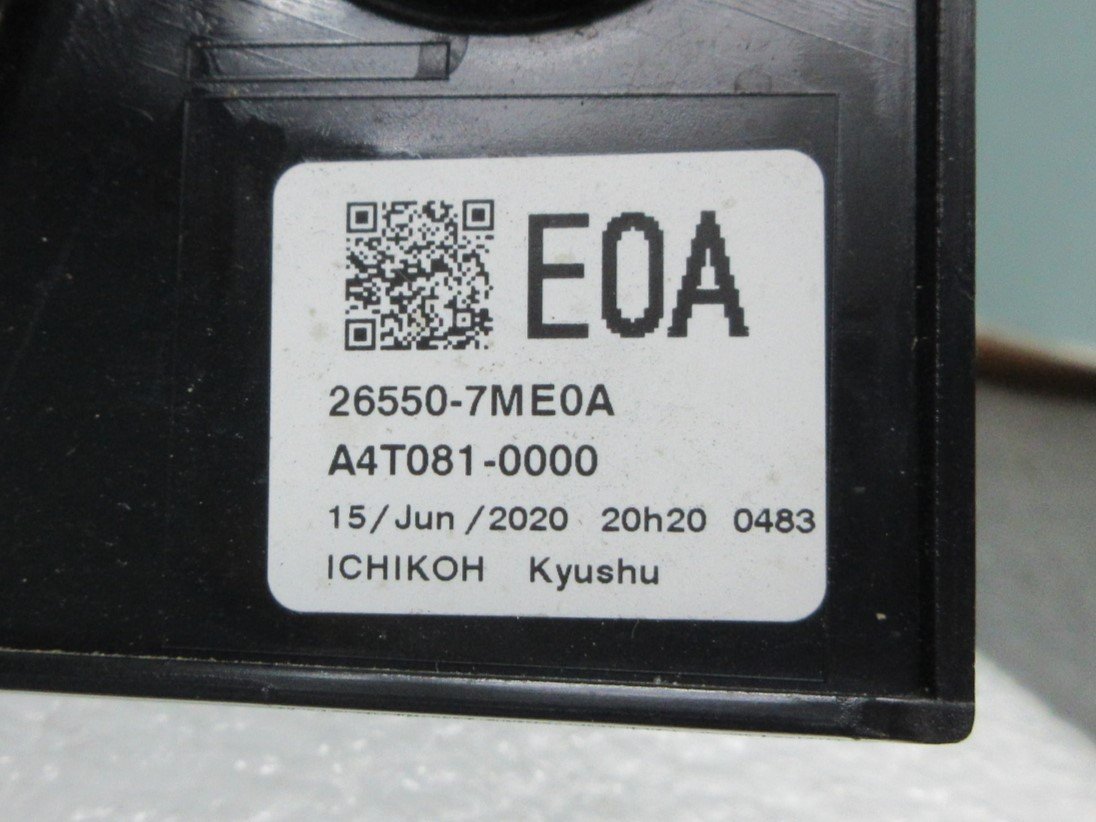 E0A
26550-7ME0A
A4T081-0000
15/Jun/2020 20h20 0483
ICHIKOH Kyushu